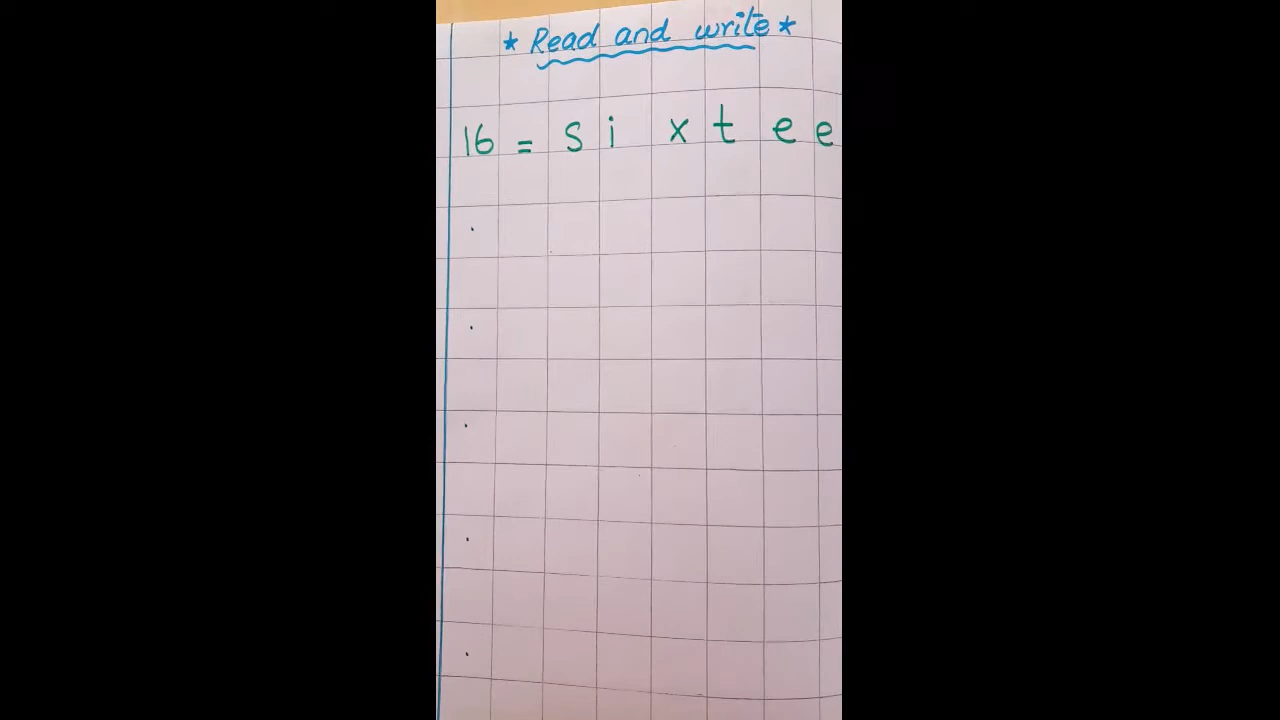 * Read and write *
16 = s i x t e e